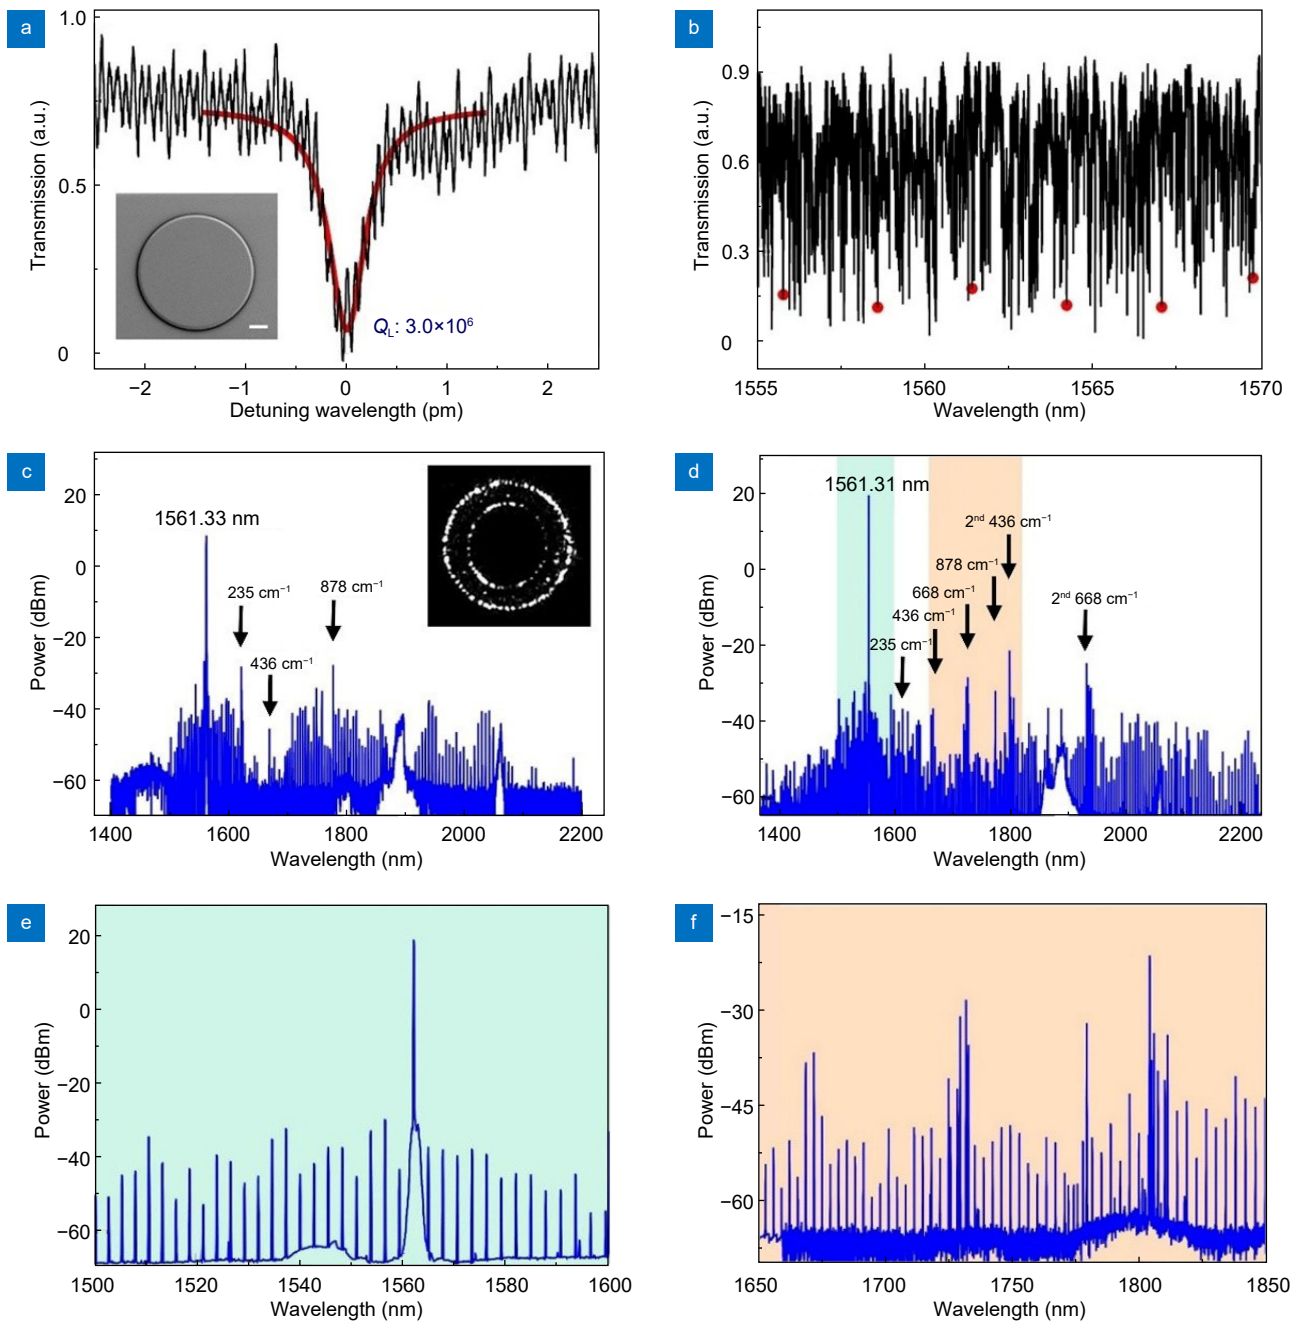 a
1.0
0.5
0
Transmission (a.u.)
Q_L: 3.0×10⁶
−2
−1
0
1
2
Detuning wavelength (pm)
b
0.9
0.6
0.3
0
Transmission (a.u.)
1555
1560
1565
1570
Wavelength (nm)
c
20
0
−20
−40
−60
Power (dBm)
1561.33 nm
235 cm⁻¹
878 cm⁻¹
436 cm⁻¹
1400
1600
1800
2000
2200
Wavelength (nm)
d
20
0
−20
−40
−60
Power (dBm)
1561.31 nm
2ⁿᵈ 436 cm⁻¹
878 cm⁻¹
668 cm⁻¹
2ⁿᵈ 668 cm⁻¹
436 cm⁻¹
235 cm⁻¹
1400
1600
1800
2000
2200
Wavelength (nm)
e
20
0
−20
−40
−60
Power (dBm)
1500
1520
1540
1560
1580
1600
Wavelength (nm)
f
−15
−30
−45
−60
Power (dBm)
1650
1700
1750
1800
1850
Wavelength (nm)